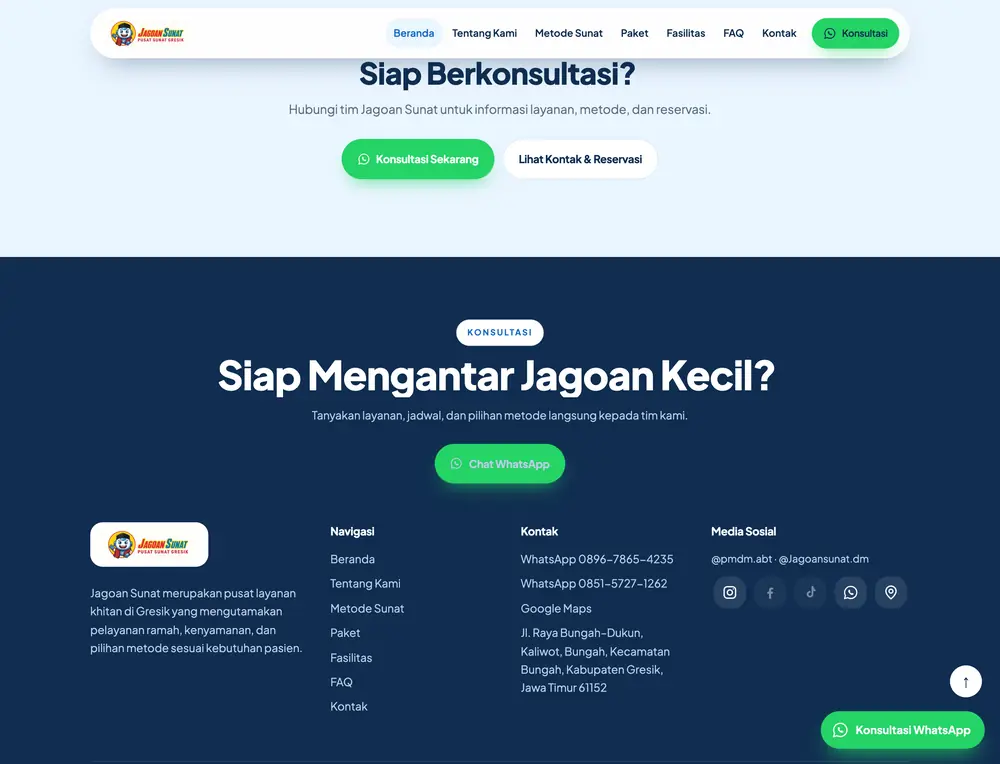 JAGOAN SUNAT
PUSAT SUNAT GRESIK
Beranda
Tentang Kami
Metode Sunat
Paket
Fasilitas
FAQ
Kontak
Konsultasi
Siap Berkonsultasi?
Hubungi tim Jagoan Sunat untuk informasi layanan, metode, dan reservasi.
Konsultasi Sekarang
Lihat Kontak & Reservasi
KONSULTASI
Siap Mengantar Jagoan Kecil?
Tanyakan layanan, jadwal, dan pilihan metode langsung kepada tim kami.
Chat WhatsApp
JAGOAN SUNAT
PUSAT SUNAT GRESIK
Jagoan Sunat merupakan pusat layanan
khitan di Gresik yang mengutamakan
pelayanan ramah, kenyamanan, dan
pilihan metode sesuai kebutuhan pasien.
Navigasi
Beranda
Tentang Kami
Metode Sunat
Paket
Fasilitas
FAQ
Kontak
Kontak
WhatsApp 0896-7865-4235
WhatsApp 0851-5727-1262
Google Maps
Jl. Raya Bungah-Dukun,
Kaliwot, Bungah, Kecamatan
Bungah, Kabupaten Gresik,
Jawa Timur 61152
Media Sosial
@pmdm.abt · @Jagoansunat.dm
↑
Konsultasi WhatsApp